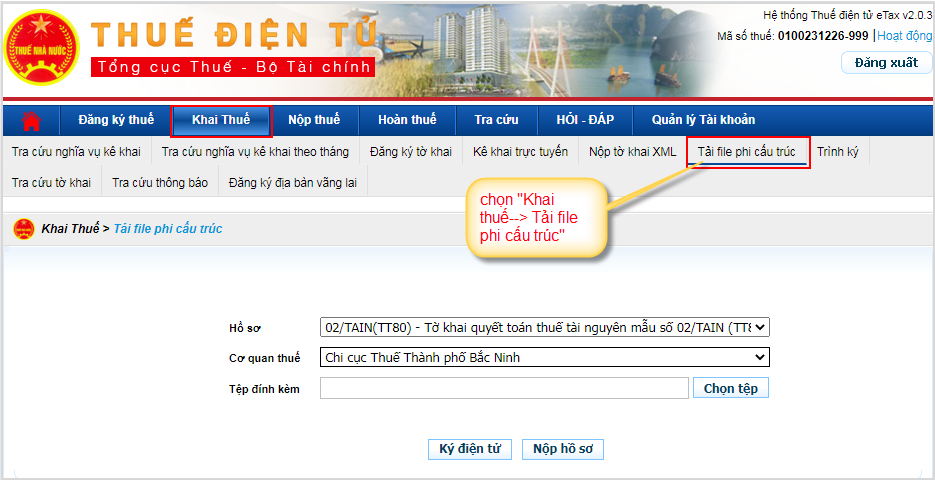 Hệ thống Thuế điện tử eTax v2.0.3
THUẾ NHÀ NƯỚC
THUẾ ĐIỆN TỬ
Mã số thuế: 0100231226-999 | Hoạt động
Tổng cục Thuế - Bộ Tài chính
Đăng xuất
Đăng ký thuế Khai Thuế Nộp thuế Hoàn thuế Tra cứu HỎI - ĐÁP Quản lý Tài khoản
Tra cứu nghĩa vụ kê khai Tra cứu nghĩa vụ kê khai theo tháng Đăng ký tờ khai Kê khai trực tuyến Nộp tờ khai XML Tải file phi cấu trúc Trình ký
Tra cứu tờ khai Tra cứu thông báo Đăng ký địa bàn vãng lai
chọn "Khai
thuế--> Tải file
phi cấu trúc"
Khai Thuế > Tải file phi cấu trúc
Hồ sơ 02/TAIN(TT80) - Tờ khai quyết toán thuế tài nguyên mẫu số 02/TAIN (TT8
Cơ quan thuế Chi cục Thuế Thành phố Bắc Ninh
Tệp đính kèm Chọn tệp
Ký điện tử Nộp hồ sơ